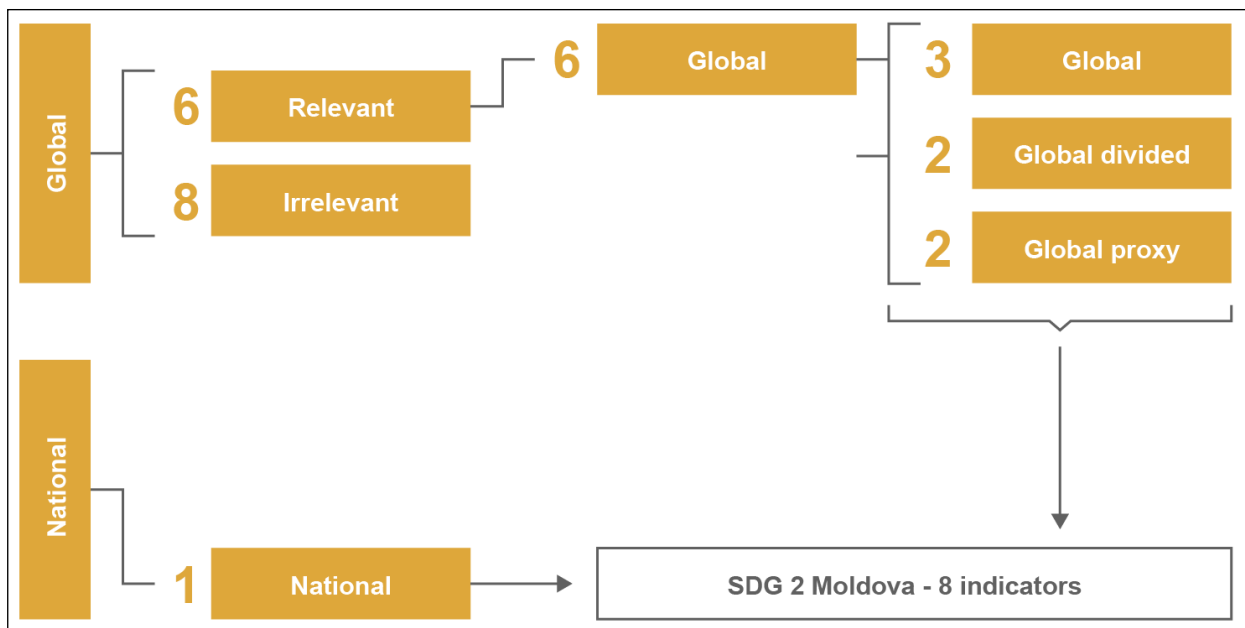 Global
6
Relevant
8
Irrelevant
6
Global
3
Global
2
Global divided
2
Global proxy
National
1
National
SDG 2 Moldova - 8 indicators